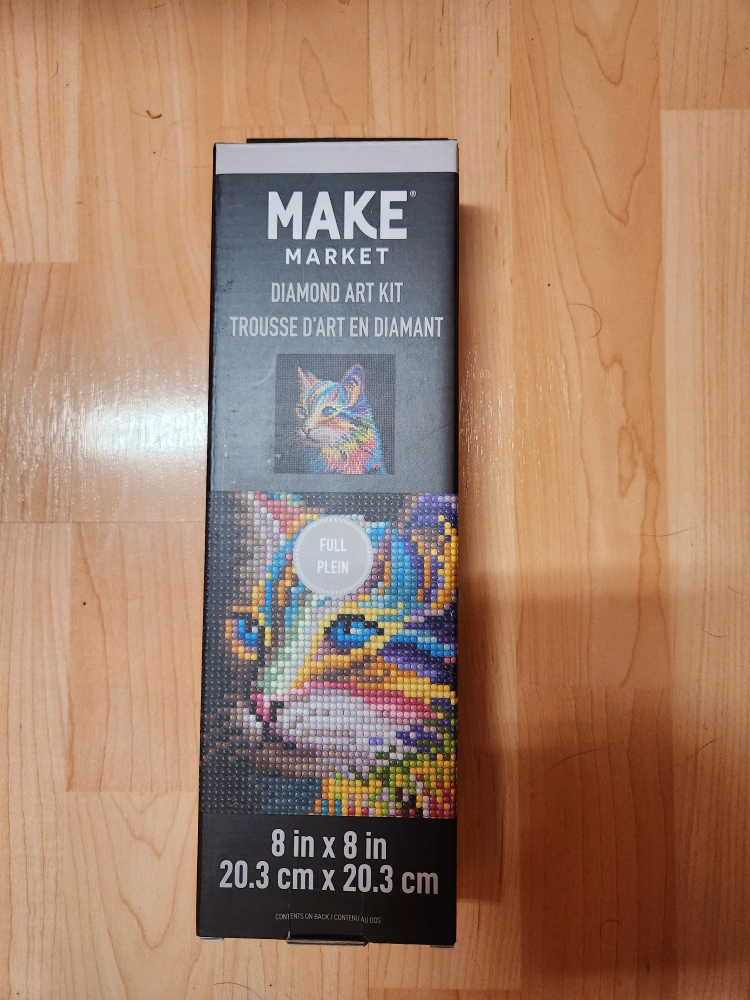 MAKE®
MARKET
DIAMOND ART KIT
TROUSSE D'ART EN DIAMANT
FULL
PLEIN
8 in x 8 in
20.3 cm x 20.3 cm
CONTENTS ON BACK / CONTENU AU DOS